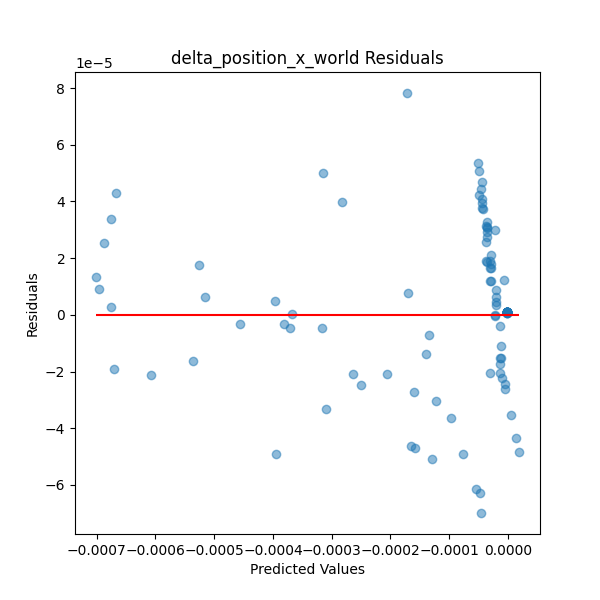 delta_position_x_world Residuals
1e−5
8
6
4
2
0
−2
−4
−6
Residuals
−0.0007 −0.0006 −0.0005 −0.0004 −0.0003 −0.0002 −0.0001 0.0000
Predicted Values